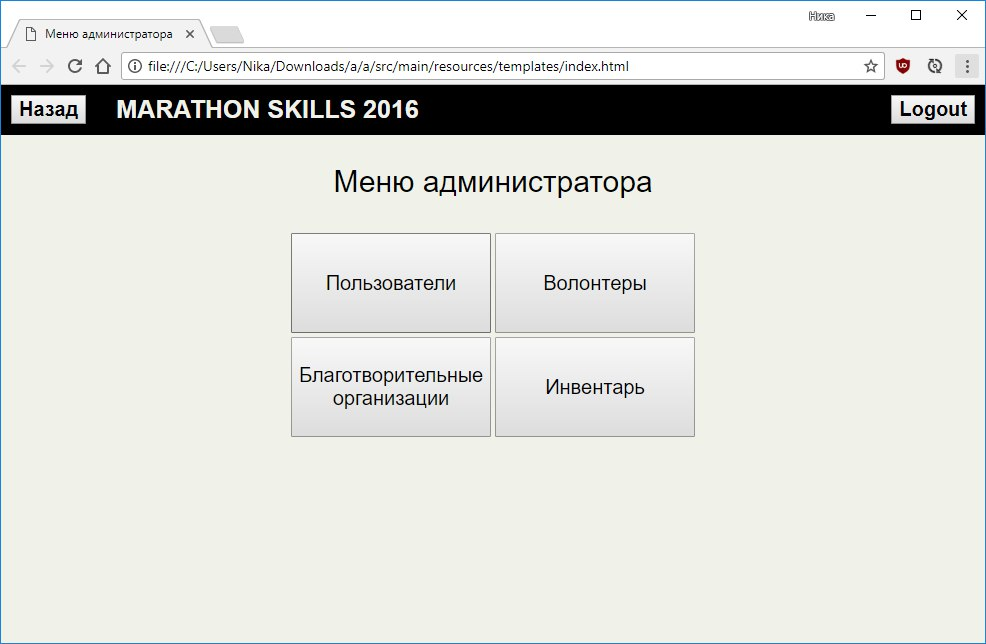 Ника
Меню администратора
file:///C:/Users/Nika/Downloads/a/a/src/main/resources/templates/index.html
Назад
MARATHON SKILLS 2016
Logout
Меню администратора
Пользователи
Волонтеры
Благотворительные
организации
Инвентарь